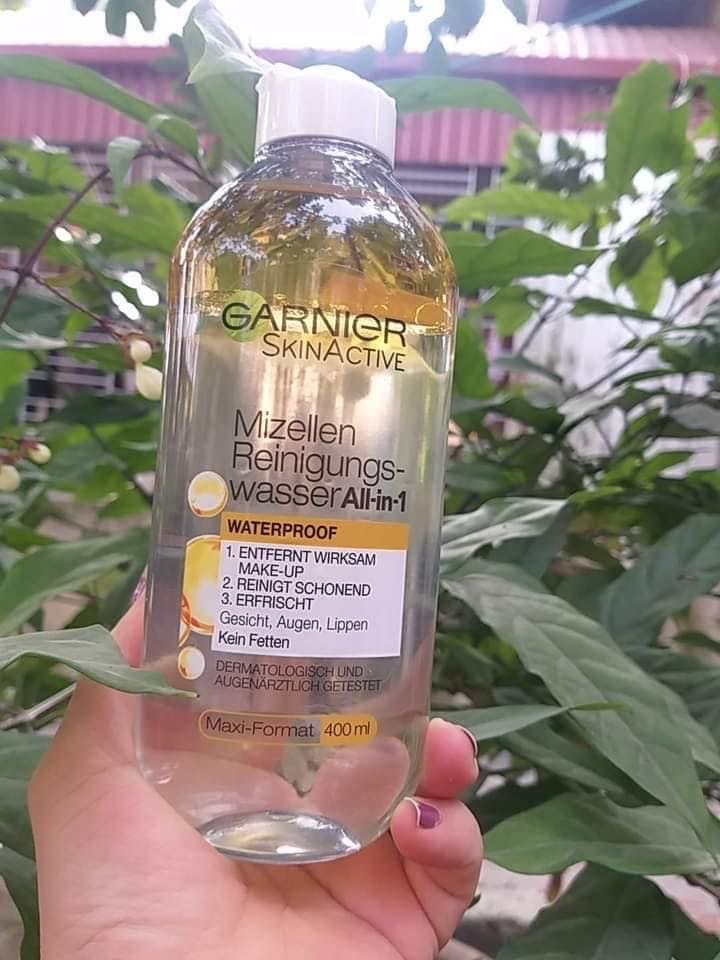 GARNIER
SKINACTIVE
Mizellen
Reinigungs-
wasser All-in-1
WATERPROOF
1. ENTFERNT WIRKSAM
MAKE-UP
2. REINIGT SCHONEND
3. ERFRISCHT
Gesicht, Augen, Lippen
Kein Fetten
DERMATOLOGISCH UND
AUGENÄRZTLICH GETESTET
Maxi-Format 400 ml